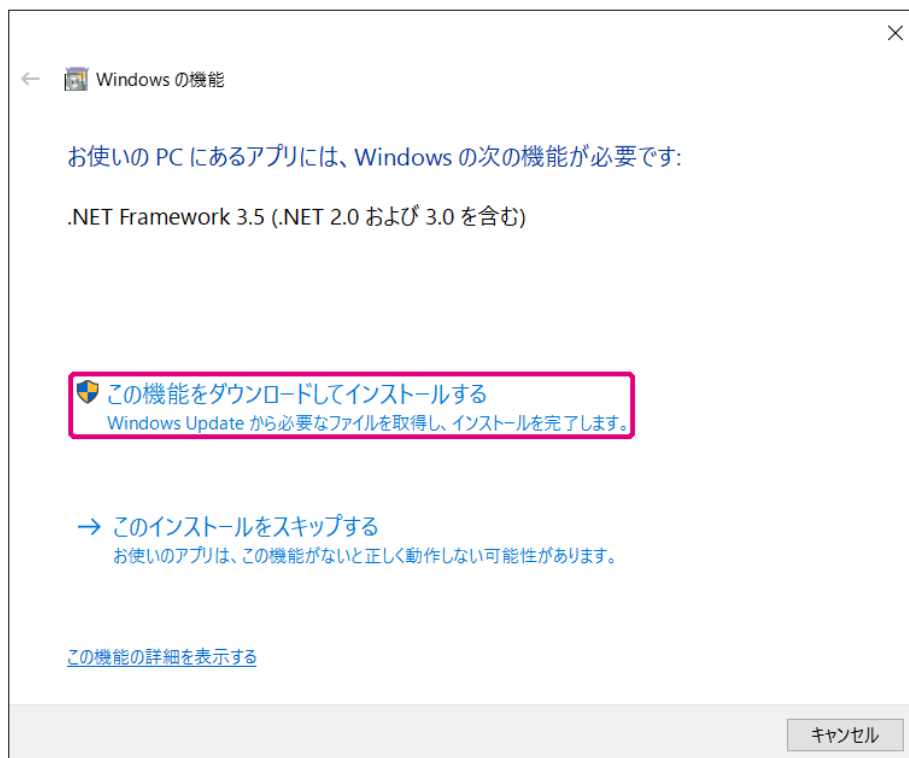 Windows の機能
お使いの PC にあるアプリには、Windows の次の機能が必要です:
.NET Framework 3.5 (.NET 2.0 および 3.0 を含む)
この機能をダウンロードしてインストールする
Windows Update から必要なファイルを取得し、インストールを完了します。
このインストールをスキップする
お使いのアプリは、この機能がないと正しく動作しない可能性があります。
この機能の詳細を表示する
キャンセル